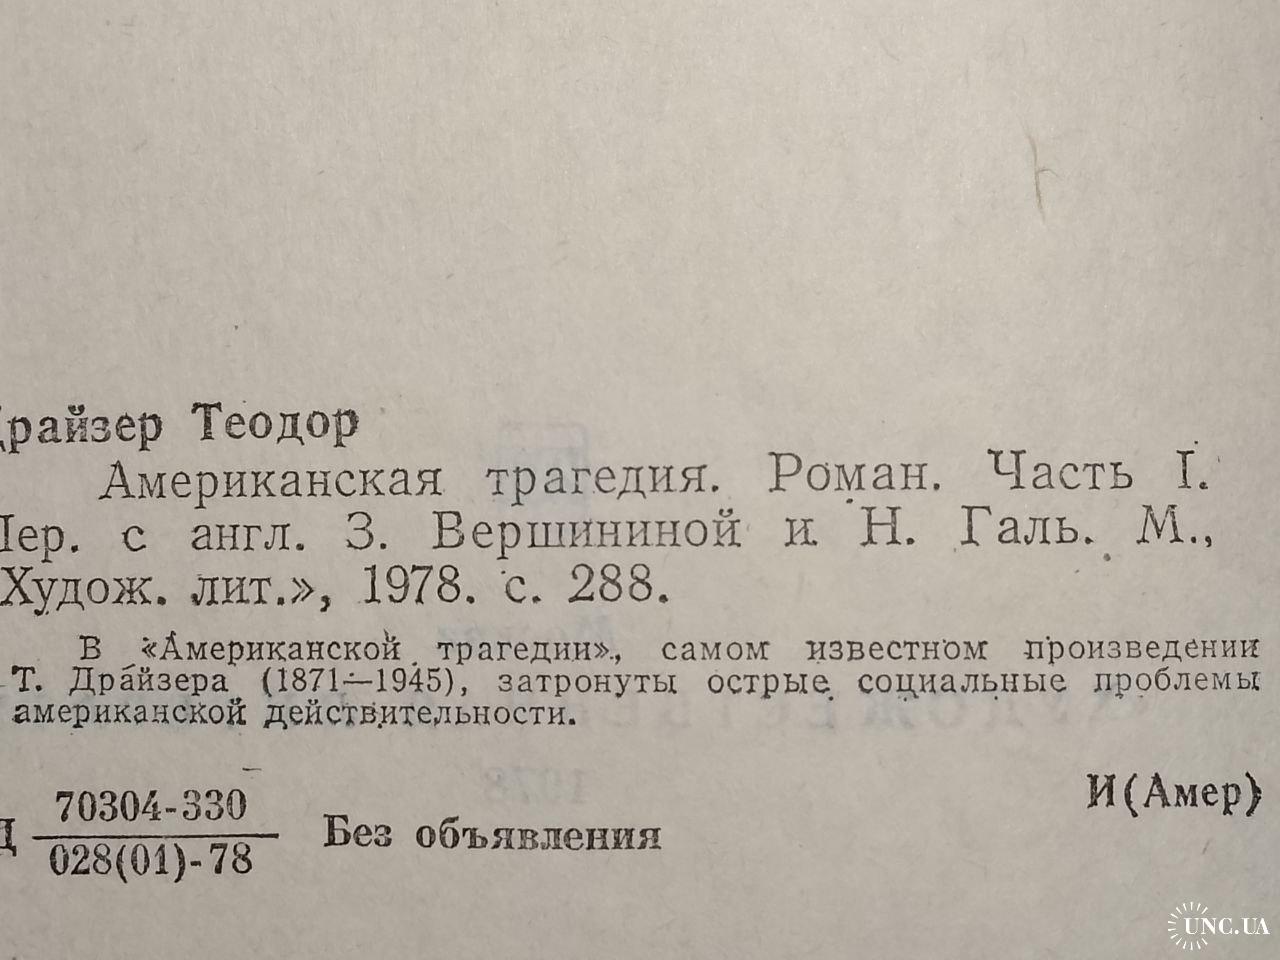 Драйзер Теодор
Американская трагедия. Роман. Часть I.
Пер. с англ. З. Вершининой и Н. Галь. М.,
«Худож. лит.», 1978. с. 288.
В «Американской трагедии», самом известном произведении
Т. Драйзера (1871—1945), затронуты острые социальные проблемы
американской действительности.
И(Амер)
Д 70304-330
028(01)-78
Без объявления
UNC.UA